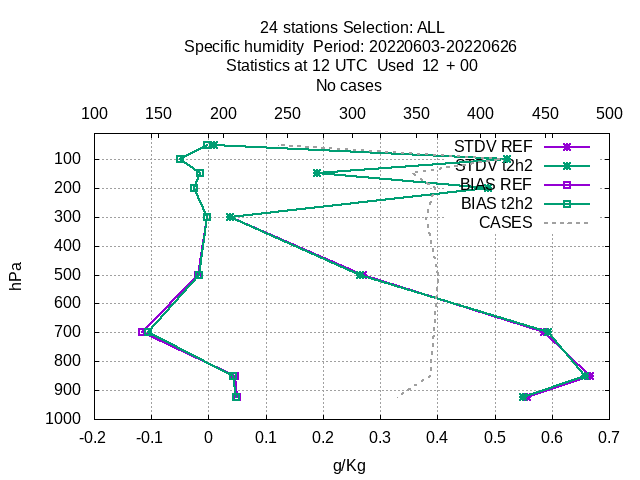 24 stations Selection: ALL
Specific humidity  Period: 20220603-20220626
Statistics at 12 UTC  Used  12  + 00
No cases
100 150 200 250 300 350 400 450 500
STDV REF
STDV t2h2
BIAS REF
BIAS t2h2
CASES
100
200
300
400
500
600
700
800
900
1000
hPa
-0.2 -0.1 0 0.1 0.2 0.3 0.4 0.5 0.6 0.7
g/Kg